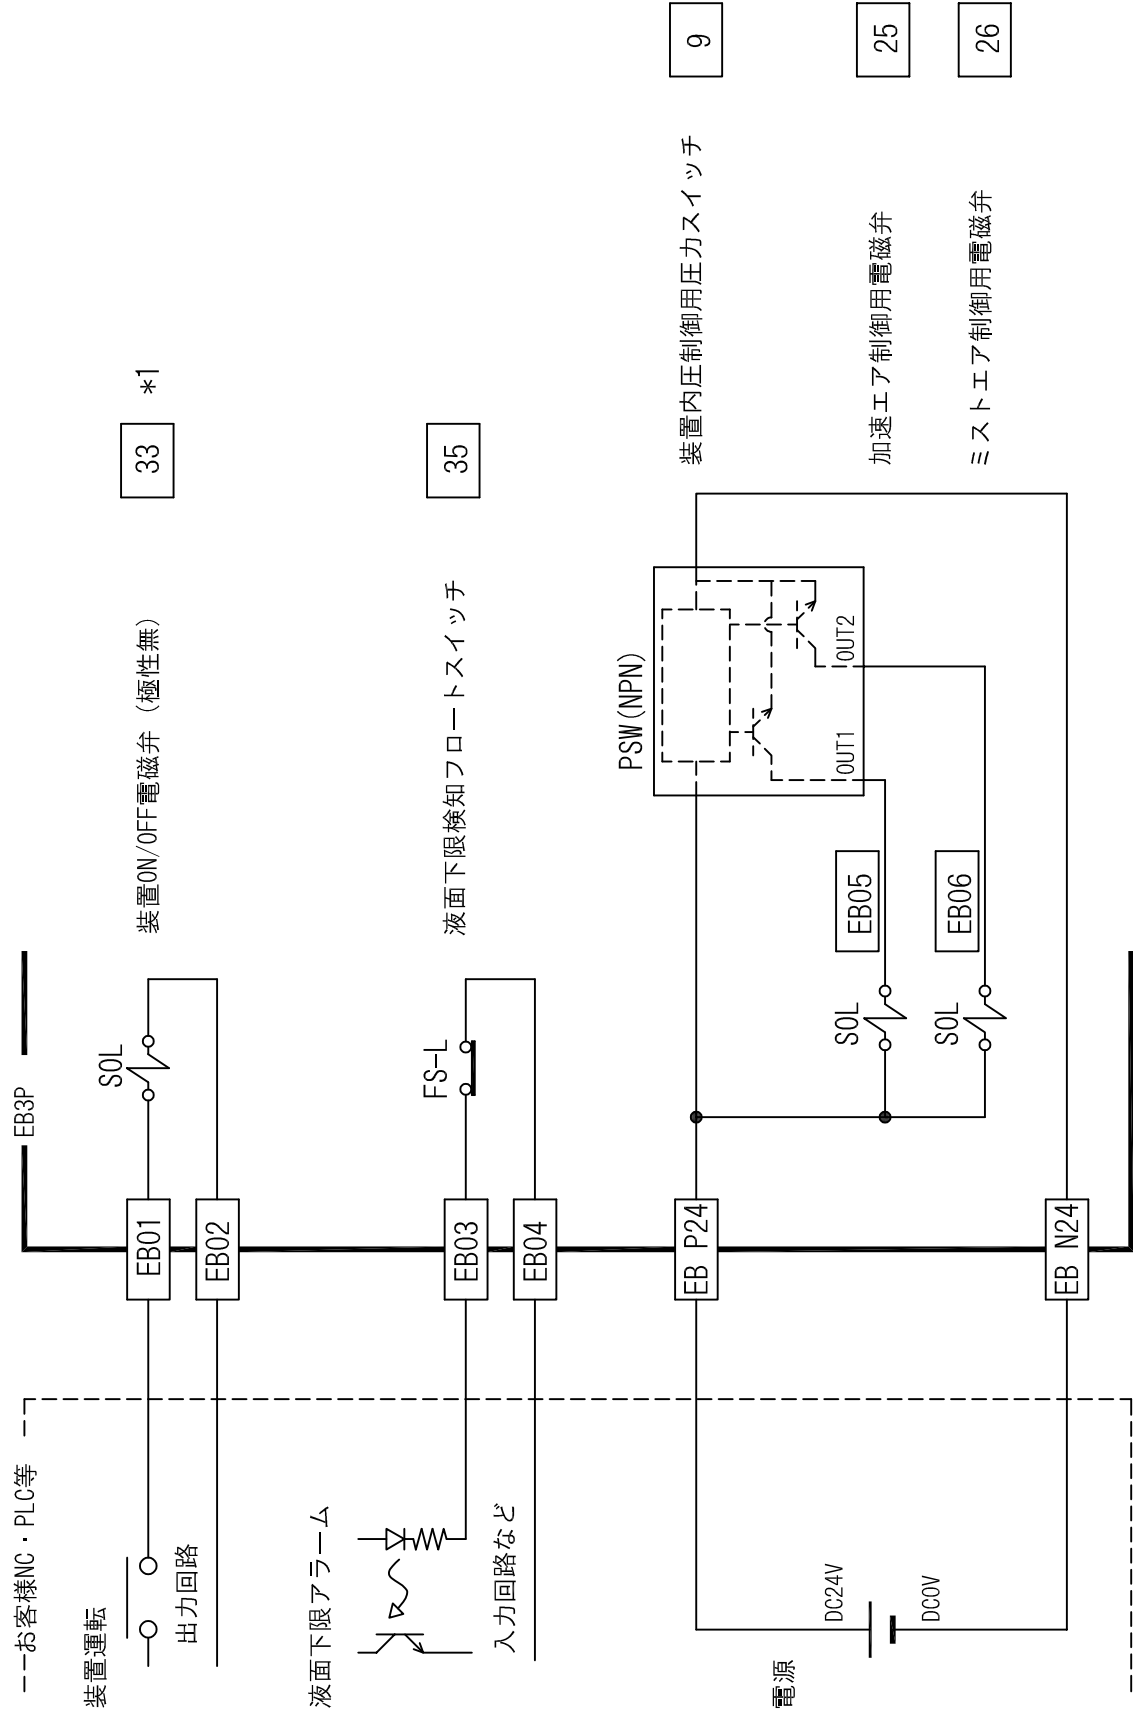 お客様NC・PLC等
EB3P
装置運転
出力回路
EB01
EB02
SOL
装置ON/OFF電磁弁 (極性無)
33
*1
液面下限アラーム
入力回路など
EB03
EB04
FS-L
液面下限検知フロートスイッチ
35
電源
DC24V
DC0V
EB P24
EB N24
PSW(NPN)
OUT1
OUT2
SOL
EB05
SOL
EB06
装置内圧制御用圧力スイッチ
9
加速エア制御用電磁弁
25
ミストエア制御用電磁弁
26